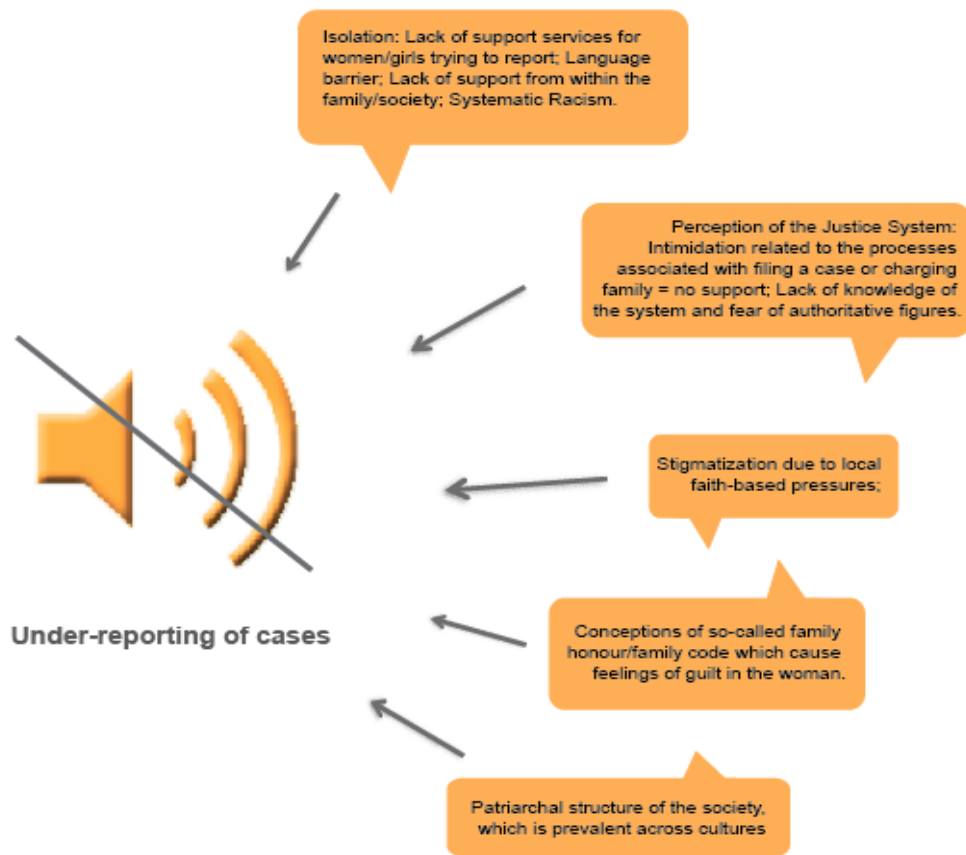 Isolation: Lack of support services for
women/girls trying to report; Language
barrier; Lack of support from within the
family/society; Systematic Racism.
Perception of the Justice System:
Intimidation related to the processes
associated with filing a case or charging
family = no support; Lack of knowledge of
the system and fear of authoritative figures.
Stigmatization due to local
faith-based pressures;
Under-reporting of cases
Conceptions of so-called family
honour/family code which cause
feelings of guilt in the woman.
Patriarchal structure of the society,
which is prevalent across cultures